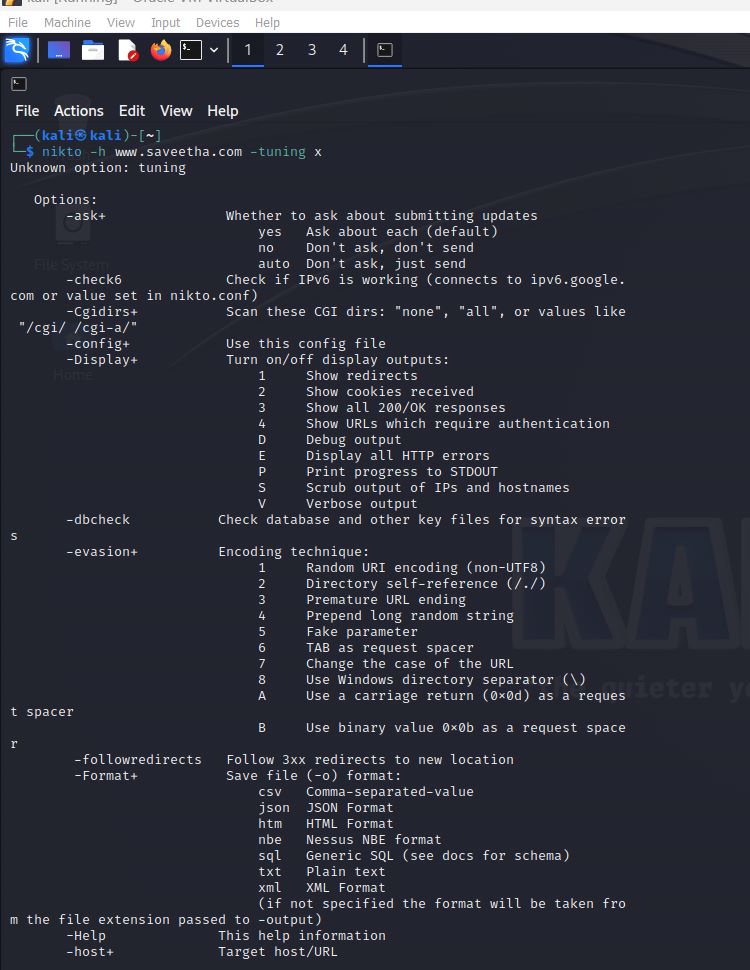 File Machine View Input Devices Help
1 2 3 4
File Actions Edit View Help
┌──(kali㉿kali)-[~]
└─$ nikto -h www.saveetha.com -tuning x
Unknown option: tuning
Options:
-ask+ Whether to ask about submitting updates
yes Ask about each (default)
no Don't ask, don't send
File System
auto Don't ask, just send
-check6 Check if IPv6 is working (connects to ipv6.google.
com or value set in nikto.conf)
-Cgidirs+ Scan these CGI dirs: "none", "all", or values like
"/cgi/ /cgi-a/"
-config+ Use this config file
-Display+ Turn on/off display outputs:
Home
1 Show redirects
2 Show cookies received
3 Show all 200/OK responses
4 Show URLs which require authentication
D Debug output
E Display all HTTP errors
P Print progress to STDOUT
S Scrub output of IPs and hostnames
V Verbose output
-dbcheck Check database and other key files for syntax error
s
-evasion+ Encoding technique:
1 Random URI encoding (non-UTF8)
2 Directory self-reference (/./)
3 Premature URL ending
4 Prepend long random string
5 Fake parameter
6 TAB as request spacer
7 Change the case of the URL
8 Use Windows directory separator (\)
A Use a carriage return (0×0d) as a reques
t spacer
B Use binary value 0×0b as a request space
r
-followredirects Follow 3xx redirects to new location
-Format+ Save file (-o) format:
csv Comma-separated-value
json JSON Format
htm HTML Format
nbe Nessus NBE format
sql Generic SQL (see docs for schema)
txt Plain text
xml XML Format
(if not specified the format will be taken fro
m the file extension passed to -output)
-Help This help information
-host+ Target host/URL